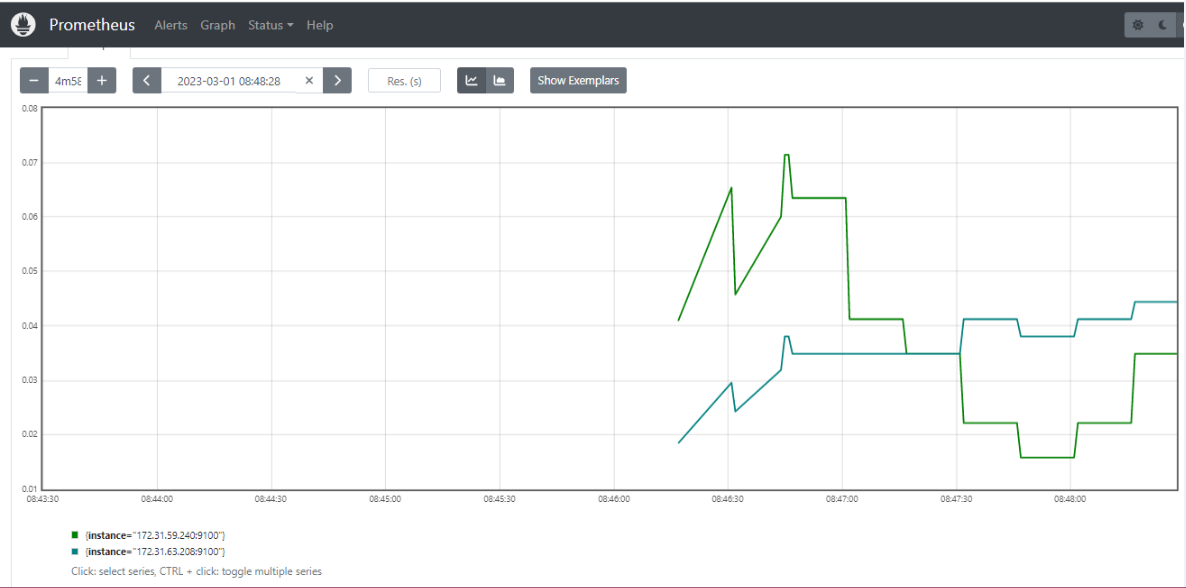 Prometheus Alerts Graph Status Help
4m58 2023-03-01 08:48:28 × Res. (s) Show Exemplars
0.08
0.07
0.06
0.05
0.04
0.03
0.02
0.01
08:43:30 08:44:00 08:44:30 08:45:00 08:45:30 08:46:00 08:46:30 08:47:00 08:47:30 08:48:00
{instance="172.31.59.240:9100"}
{instance="172.31.63.208:9100"}
Click: select series, CTRL + click: toggle multiple series